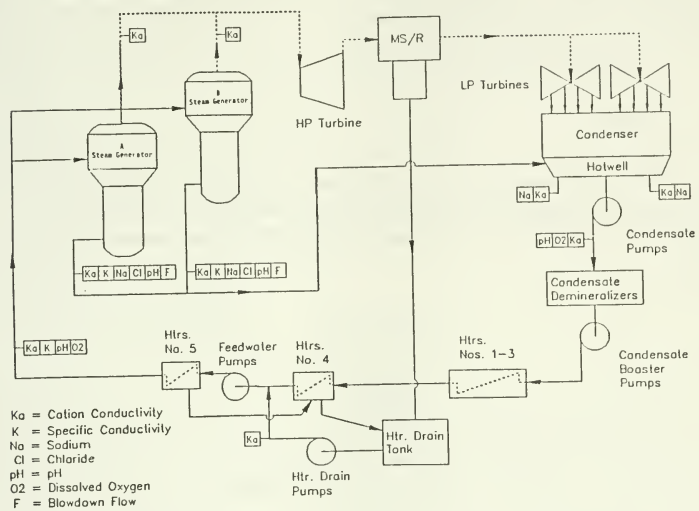 Ka
Ka
MS/R
B
Steam Generator
HP Turbine
LP Turbines
A
Steam Generator
Condenser
Hotwell
Na Ka
Ka Na
Condensate
Pumps
pH O2 Ka
Ka K Na Cl pH F
Ka K Na Cl pH F
Condensate
Demineralizers
Ka K pH O2
Htrs.
No. 5
Feedwater
Pumps
Htrs.
No. 4
Htrs.
Nos. 1-3
Condensate
Booster
Pumps
Ka
Htr. Drain
Tank
Htr. Drain
Pumps
Ka = Cation Conductivity
K = Specific Conductivity
Na = Sodium
Cl = Chloride
pH = pH
O2 = Dissolved Oxygen
F = Blowdown Flow